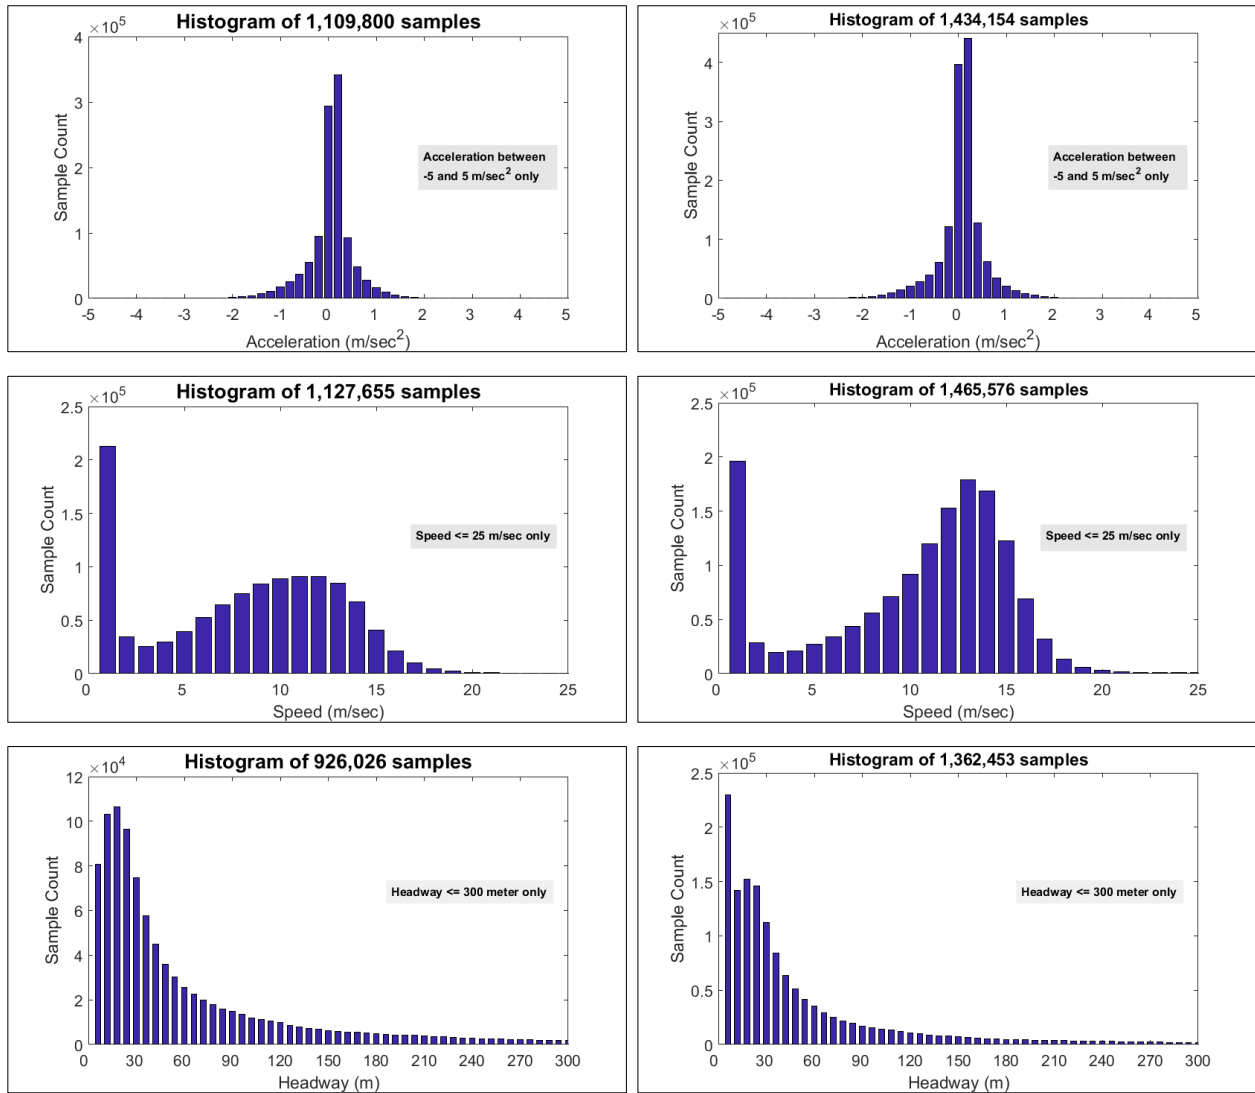 Histogram of 1,109,800 samples
×10^5
4
3
2
1
0
Sample Count
Acceleration between
-5 and 5 m/sec^2 only
-5 -4 -3 -2 -1 0 1 2 3 4 5
Acceleration (m/sec^2)
Histogram of 1,434,154 samples
×10^5
4
3
2
1
0
Sample Count
Acceleration between
-5 and 5 m/sec^2 only
-5 -4 -3 -2 -1 0 1 2 3 4 5
Acceleration (m/sec^2)
Histogram of 1,127,655 samples
×10^5
2.5
2
1.5
1
0.5
0
Sample Count
Speed <= 25 m/sec only
0 5 10 15 20 25
Speed (m/sec)
Histogram of 1,465,576 samples
×10^5
2.5
2
1.5
1
0.5
0
Sample Count
Speed <= 25 m/sec only
0 5 10 15 20 25
Speed (m/sec)
Histogram of 926,026 samples
×10^4
12
10
8
6
4
2
0
Sample Count
Headway <= 300 meter only
0 30 60 90 120 150 180 210 240 270 300
Headway (m)
Histogram of 1,362,453 samples
×10^5
2.5
2
1.5
1
0.5
0
Sample Count
Headway <= 300 meter only
0 30 60 90 120 150 180 210 240 270 300
Headway (m)